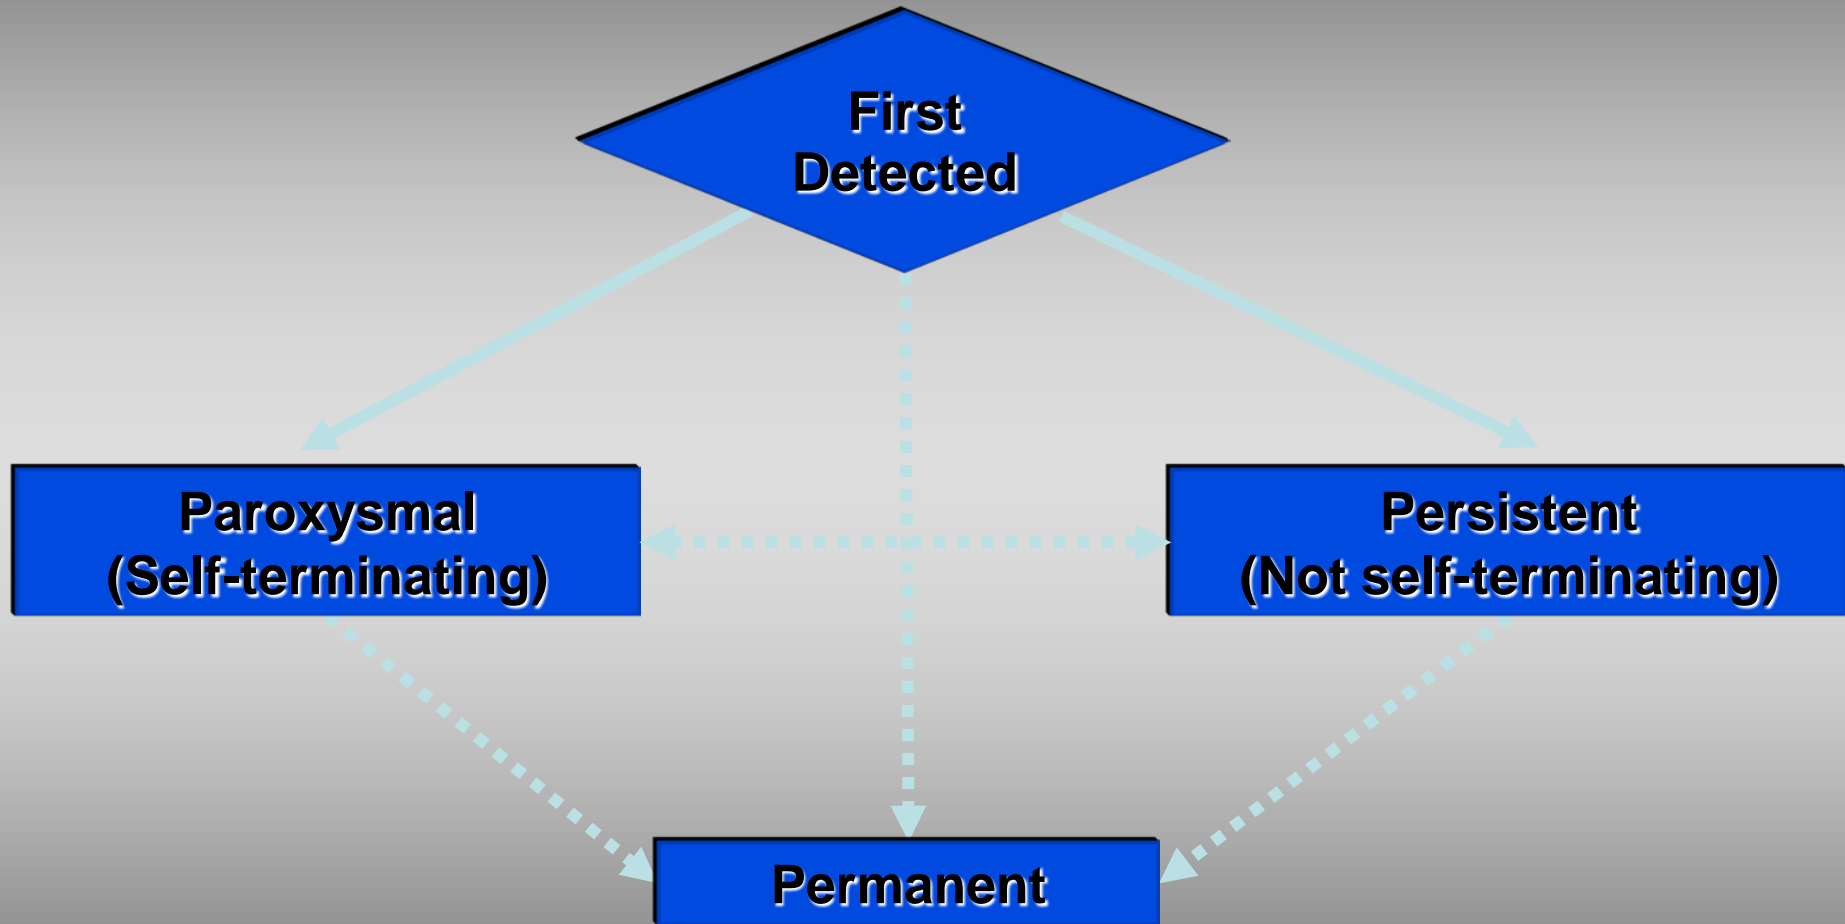 First
Detected
Paroxysmal
(Self-terminating)
Persistent
(Not self-terminating)
Permanent